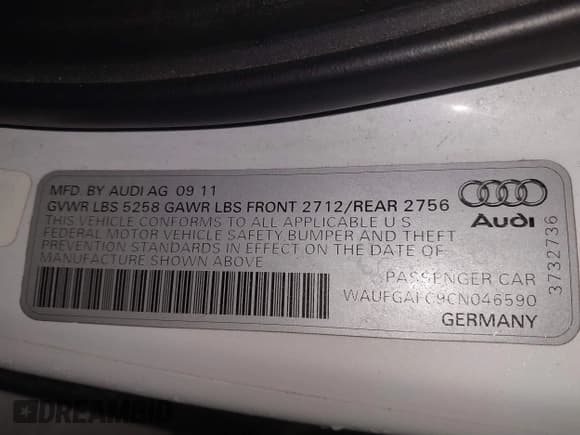 MFD. BY AUDI AG 09 11
GVWR LBS 5258 GAWR LBS FRONT 2712/REAR 2756
THIS VEHICLE CONFORMS TO ALL APPLICABLE U S
FEDERAL MOTOR VEHICLE SAFETY, BUMPER AND THEFT
PREVENTION STANDARDS IN EFFECT ON THE DATE OF
MANUFACTURE SHOWN ABOVE
Audi
3732736
PASSENGER CAR
WAUFGAFC9CN046590
GERMANY
DREAMBID